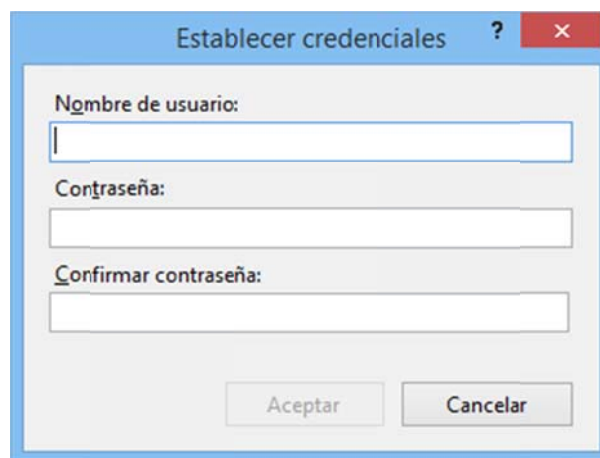 Establecer credenciales
?
Nombre de usuario:
Contraseña:
Confirmar contraseña:
Aceptar
Cancelar